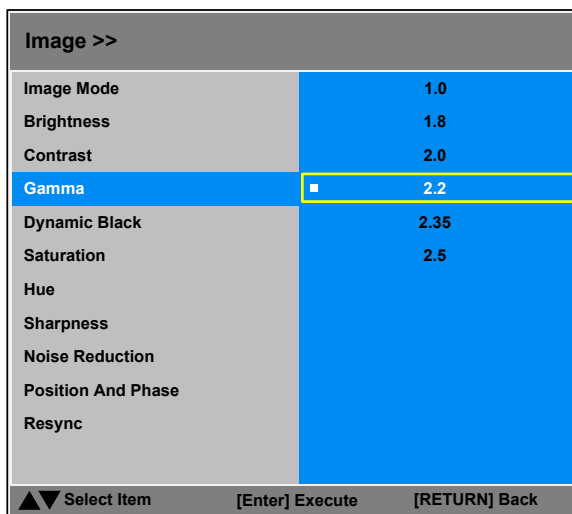 Image >>
Image Mode 1.0
Brightness 1.8
Contrast 2.0
Gamma 2.2
Dynamic Black 2.35
Saturation 2.5
Hue
Sharpness
Noise Reduction
Position And Phase
Resync
▲▼ Select Item [Enter] Execute [RETURN] Back